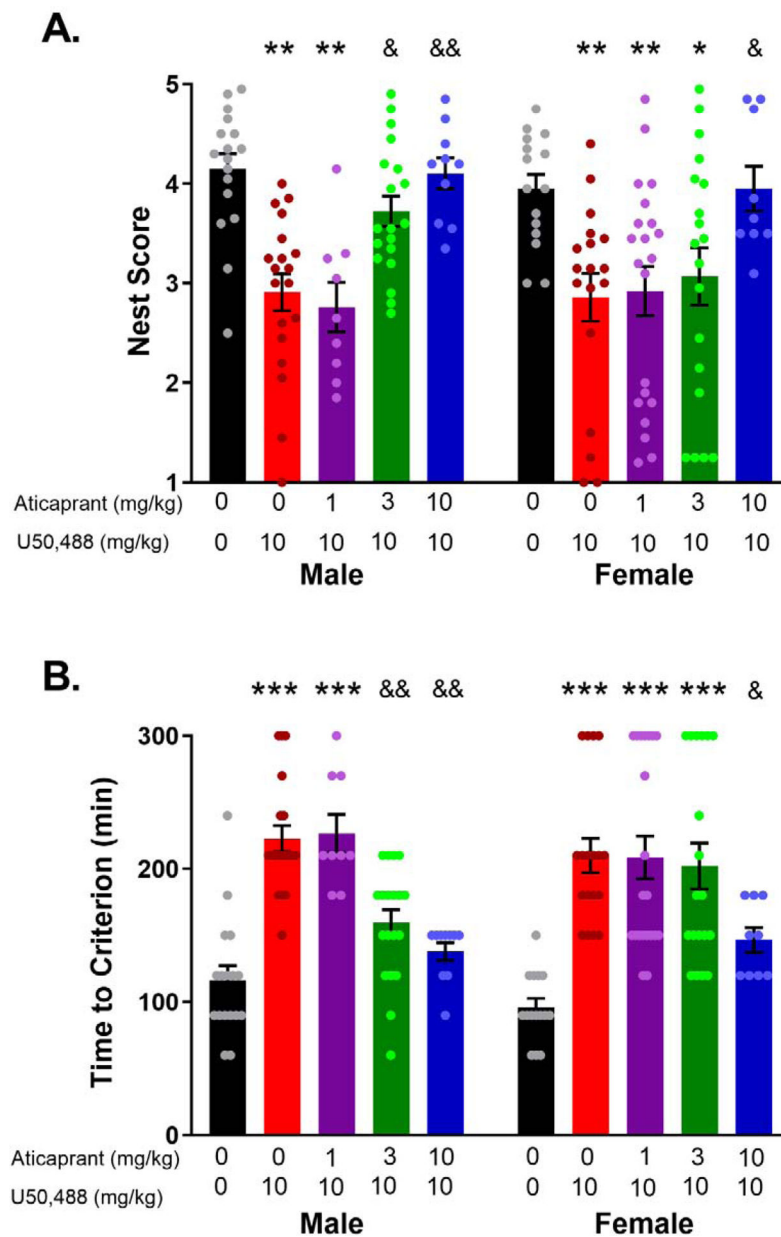 A.
** ** & && ** ** * &
5
4
3
2
1
Nest Score
Aticaprant (mg/kg) 0 0 1 3 10 0 0 1 3 10
U50,488 (mg/kg) 0 10 10 10 10 0 10 10 10 10
Male Female
B.
*** *** && && *** *** *** &
300
200
100
0
Time to Criterion (min)
Aticaprant (mg/kg) 0 0 1 3 10 0 0 1 3 10
U50,488 (mg/kg) 0 10 10 10 10 0 10 10 10 10
Male Female